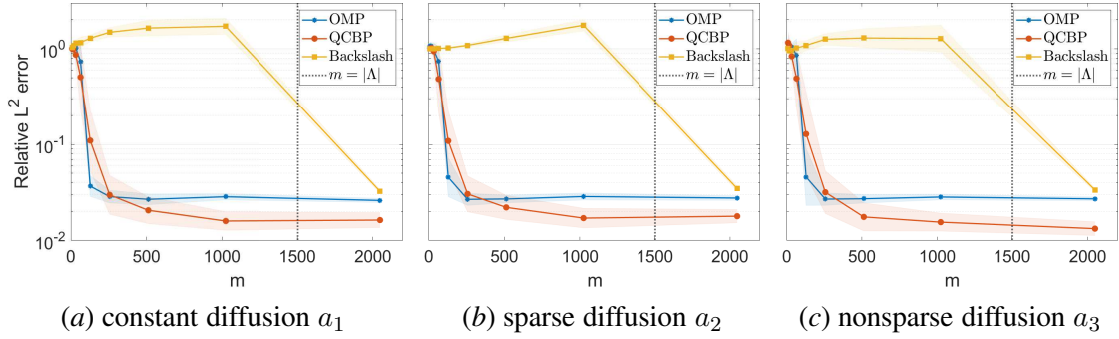 Relative L² error
10⁰
10⁻¹
10⁻²
OMP
QCBP
Backslash
m = |Λ|
0 500 1000 1500 2000
m
(a) constant diffusion a₁
OMP
QCBP
Backslash
m = |Λ|
0 500 1000 1500 2000
m
(b) sparse diffusion a₂
OMP
QCBP
Backslash
m = |Λ|
0 500 1000 1500 2000
m
(c) nonsparse diffusion a₃